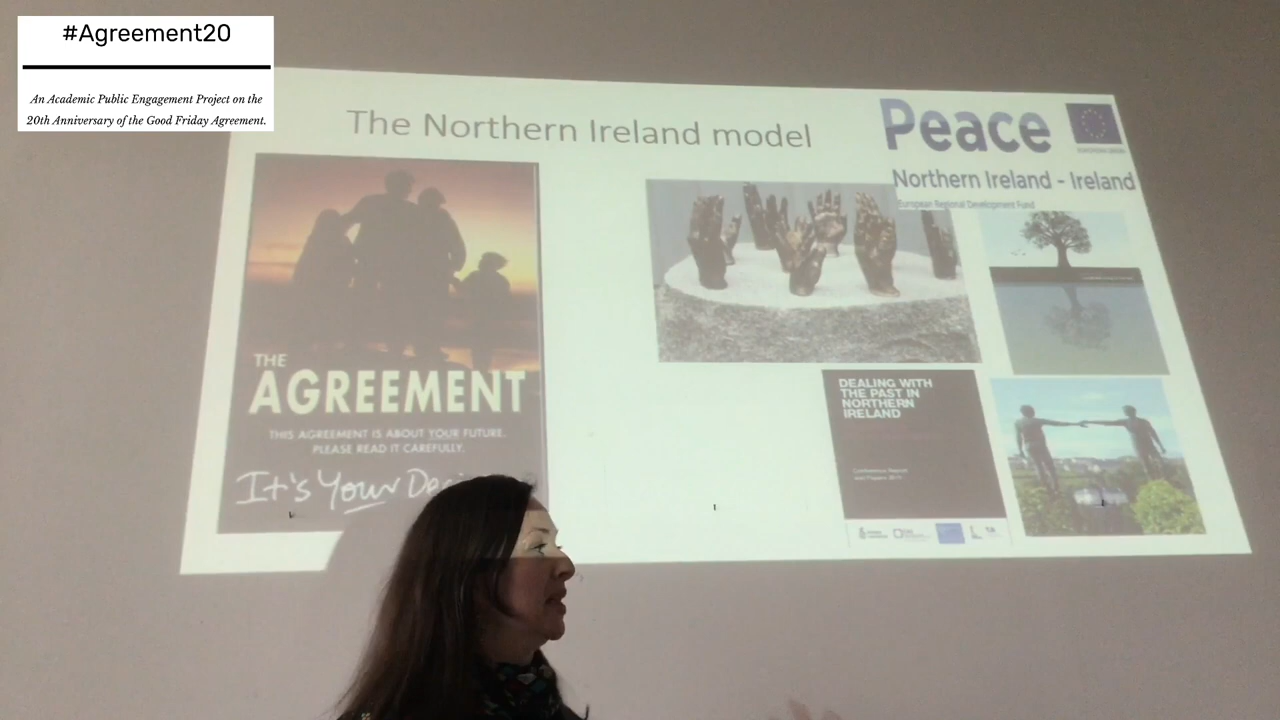 #Agreement20
An Academic Public Engagement Project on the
20th Anniversary of the Good Friday Agreement.
The Northern Ireland model
Peace
Northern Ireland - Ireland
European Regional Development Fund
THE
AGREEMENT
THIS AGREEMENT IS ABOUT YOUR FUTURE.
PLEASE READ IT CAREFULLY.
It's Your
DEALING WITH
THE PAST IN
NORTHERN
IRELAND